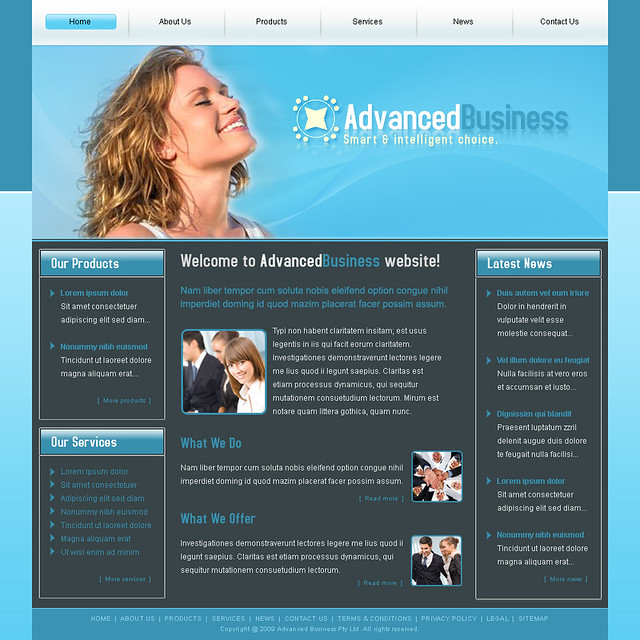 Home
About Us
Products
Services
News
Contact Us
AdvancedBusiness
Smart & intelligent choice.
Our Products
Lorem ipsum dolor
Sit amet consectetuer
adipiscing elit sed diam...
Nonummy nibh euismod
Tincidunt ut laoreet dolore
magna aliquam erat...
[ More products ]
Our Services
Lorem ipsum dolor
Sit amet consectetuer
Adipiscing elit sed diam
Nonummy nibh euismod
Tincidunt ut laoreet dolore
Magna aliquam erat
Ut wisi enim ad minim
[ More services ]
Welcome to AdvancedBusiness website!
Nam liber tempor cum soluta nobis eleifend option congue nihil
imperdiet doming id quod mazim placerat facer possim assum.
Typi non habent claritatem insitam; est usus
legentis in iis qui facit eorum claritatem.
Investigationes demonstraverunt lectores legere
me lius quod ii legunt saepius. Claritas est
etiam processus dynamicus, qui sequitur
mutationem consuetudium lectorum. Mirum est
notare quam littera gothica, quam nunc.
What We Do
Nam liber tempor cum soluta nobis eleifend option congue nihil
imperdiet doming id quod mazim placerat facer possim assum.
[ Read more ]
What We Offer
Investigationes demonstraverunt lectores legere me lius quod ii
legunt saepius. Claritas est etiam processus dynamicus, qui
sequitur mutationem consuetudium lectorum.
[ Read more ]
Latest News
Duis autem vel eum iriure
Dolor in hendrerit in
vulputate velit esse
molestie consequat...
Vel illum dolore eu feugiat
Nulla facilisis at vero eros
et accumsan et iusto...
Dignissim qui blandit
Praesent luptatum zzril
delenit augue duis dolore
te feugait nulla facilisi...
Lorem ipsum dolor
Sit amet consectetuer
adipiscing elit sed diam...
Nonummy nibh euismod
Tincidunt ut laoreet dolore
magna aliquam erat...
[ More news ]
HOME | ABOUT US | PRODUCTS | SERVICES | NEWS | CONTACT US | TERMS & CONDITIONS | PRIVACY POLICY | LEGAL | SITEMAP
Copyright @ 2009 Advanced Business Pty Ltd. All rights reserved.